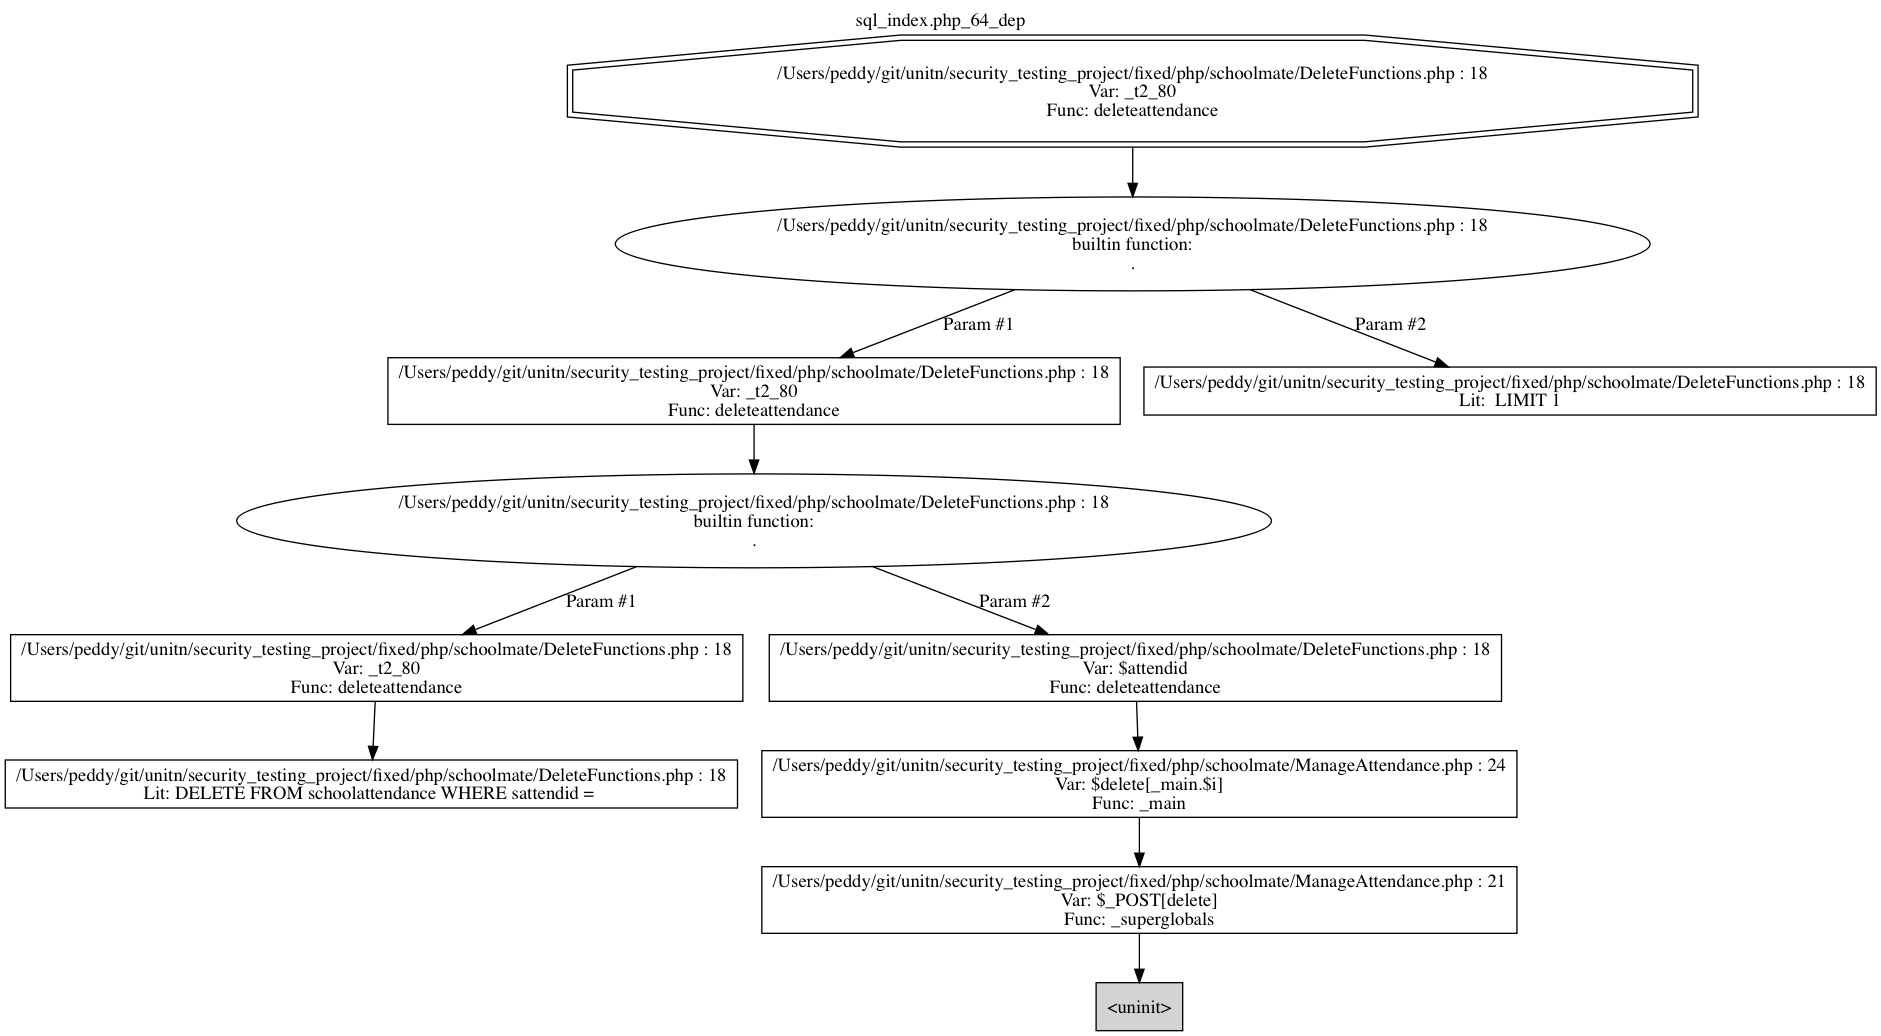 sql_index.php_64_dep
/Users/peddy/git/unitn/security_testing_project/fixed/php/schoolmate/DeleteFunctions.php : 18
Var: _t2_80
Func: deleteattendance
/Users/peddy/git/unitn/security_testing_project/fixed/php/schoolmate/DeleteFunctions.php : 18
builtin function:
.
Param #1
Param #2
/Users/peddy/git/unitn/security_testing_project/fixed/php/schoolmate/DeleteFunctions.php : 18
Var: _t2_80
Func: deleteattendance
/Users/peddy/git/unitn/security_testing_project/fixed/php/schoolmate/DeleteFunctions.php : 18
Lit:  LIMIT 1
/Users/peddy/git/unitn/security_testing_project/fixed/php/schoolmate/DeleteFunctions.php : 18
builtin function:
.
Param #1
Param #2
/Users/peddy/git/unitn/security_testing_project/fixed/php/schoolmate/DeleteFunctions.php : 18
Var: _t2_80
Func: deleteattendance
/Users/peddy/git/unitn/security_testing_project/fixed/php/schoolmate/DeleteFunctions.php : 18
Var: $attendid
Func: deleteattendance
/Users/peddy/git/unitn/security_testing_project/fixed/php/schoolmate/DeleteFunctions.php : 18
Lit: DELETE FROM schoolattendance WHERE sattendid =
/Users/peddy/git/unitn/security_testing_project/fixed/php/schoolmate/ManageAttendance.php : 24
Var: $delete[_main.$i]
Func: _main
/Users/peddy/git/unitn/security_testing_project/fixed/php/schoolmate/ManageAttendance.php : 21
Var: $_POST[delete]
Func: _superglobals
<uninit>